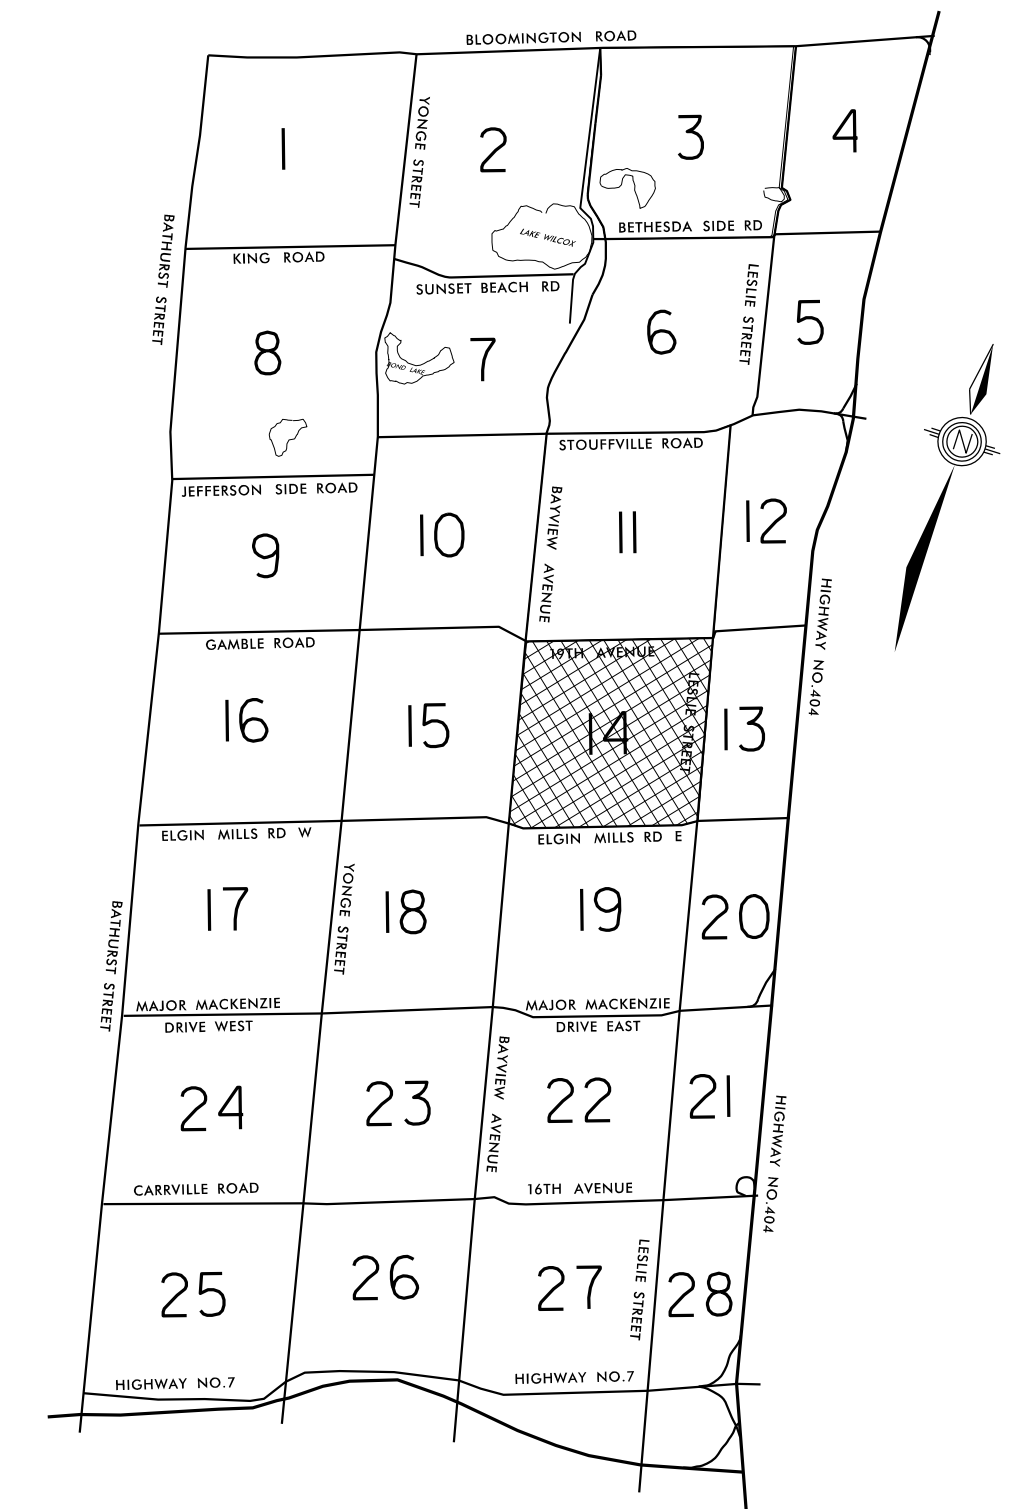 BLOOMINGTON ROAD
1
YONGE STREET
2
3
4
LAKE WILCOX
BETHESDA SIDE RD
BATHURST STREET
KING ROAD
SUNSET BEACH RD
LESLIE STREET
8
POND LAKE
7
6
5
N
STOUFFVILLE ROAD
JEFFERSON SIDE ROAD
9
10
BAYVIEW AVENUE
11
12
HIGHWAY NO.404
GAMBLE ROAD
19TH AVENUE
LESLIE STREET
16
15
14
13
ELGIN MILLS RD W
ELGIN MILLS RD E
17
YONGE STREET
18
19
20
BATHURST STREET
MAJOR MACKENZIE
DRIVE WEST
MAJOR MACKENZIE
DRIVE EAST
24
23
BAYVIEW AVENUE
22
21
HIGHWAY NO.404
CARRVILLE ROAD
16TH AVENUE
25
26
27
LESLIE STREET
28
HIGHWAY NO.7
HIGHWAY NO.7